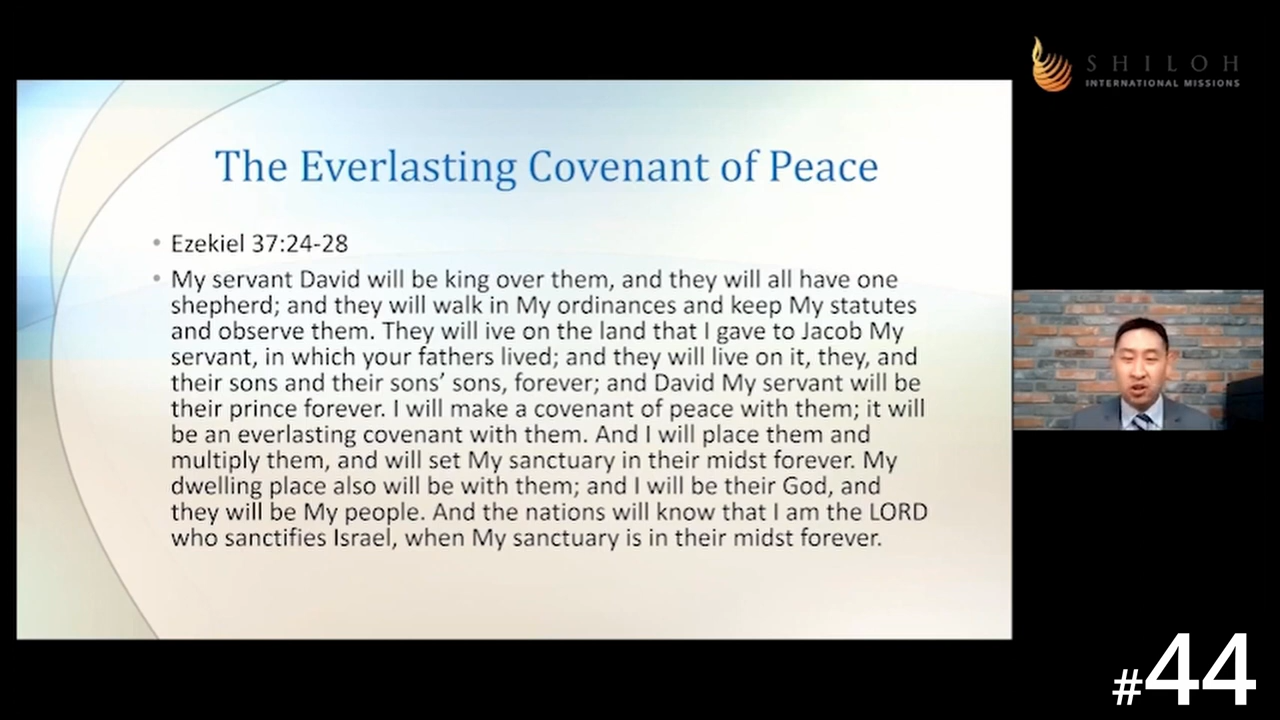 SHILOH
INTERNATIONAL MISSIONS
The Everlasting Covenant of Peace
• Ezekiel 37:24-28
• My servant David will be king over them, and they will all have one
shepherd; and they will walk in My ordinances and keep My statutes
and observe them. They will ive on the land that I gave to Jacob My
servant, in which your fathers lived; and they will live on it, they, and
their sons and their sons’ sons, forever; and David My servant will be
their prince forever. I will make a covenant of peace with them; it will
be an everlasting covenant with them. And I will place them and
multiply them, and will set My sanctuary in their midst forever. My
dwelling place also will be with them; and I will be their God, and
they will be My people. And the nations will know that I am the LORD
who sanctifies Israel, when My sanctuary is in their midst forever.
#44